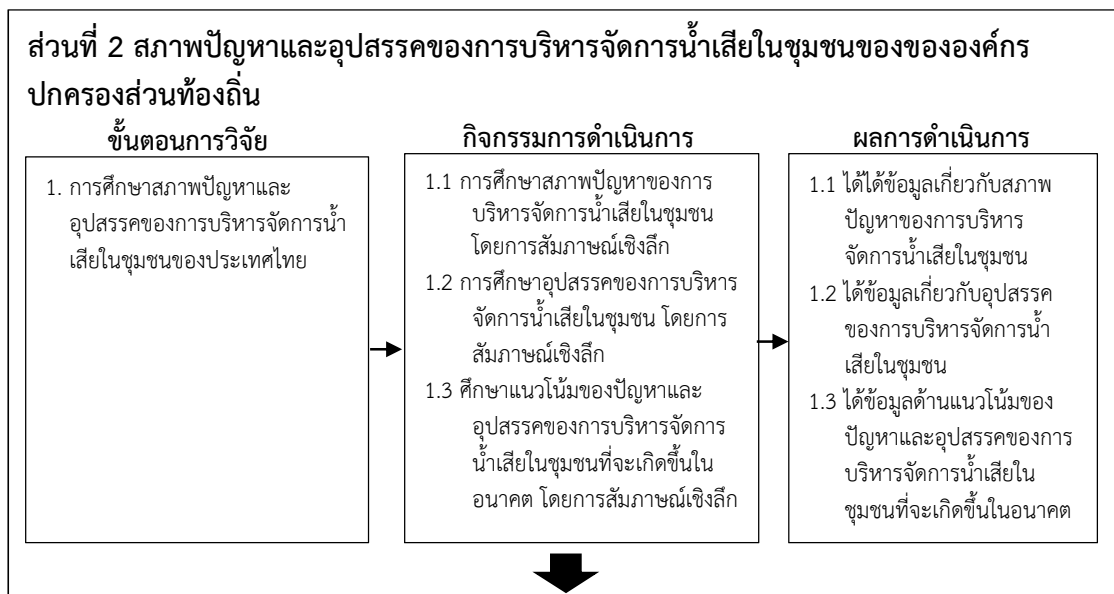 ส่วนที่ 2 สภาพปัญหาและอุปสรรคของการบริหารจัดการน้ำเสียในชุมชนของขององค์กร
ปกครองส่วนท้องถิ่น
ขั้นตอนการวิจัย
1. การศึกษาสภาพปัญหาและ
อุปสรรคของการบริหารจัดการน้ำ
เสียในชุมชนของประเทศไทย
กิจกรรมการดำเนินการ
1.1 การศึกษาสภาพปัญหาของการ
บริหารจัดการน้ำเสียในชุมชน
โดยการสัมภาษณ์เชิงลึก
1.2 การศึกษาอุปสรรคของการบริหาร
จัดการน้ำเสียในชุมชน โดยการ
สัมภาษณ์เชิงลึก
1.3 ศึกษาแนวโน้มของปัญหาและ
อุปสรรคของการบริหารจัดการ
น้ำเสียในชุมชนที่จะเกิดขึ้นใน
อนาคต โดยการสัมภาษณ์เชิงลึก
ผลการดำเนินการ
1.1 ได้ได้ข้อมูลเกี่ยวกับสภาพ
ปัญหาของการบริหาร
จัดการน้ำเสียในชุมชน
1.2 ได้ข้อมูลเกี่ยวกับอุปสรรค
ของการบริหารจัดการน้ำ
เสียในชุมชน
1.3 ได้ข้อมูลด้านแนวโน้มของ
ปัญหาและอุปสรรคของการ
บริหารจัดการน้ำเสียใน
ชุมชนที่จะเกิดขึ้นในอนาคต